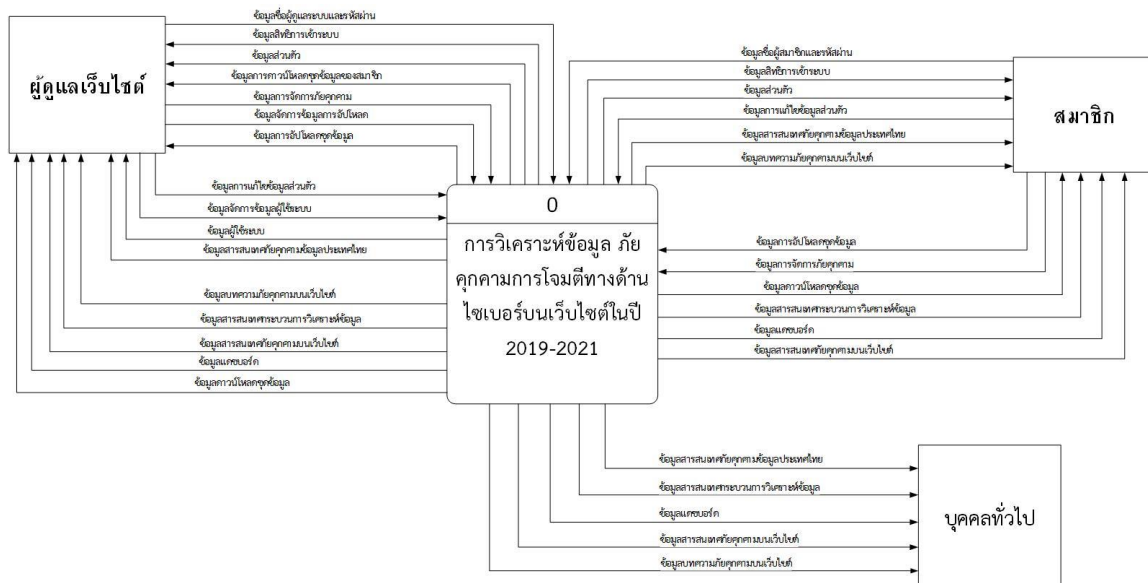 ผู้ดูแลเว็บไซต์
ข้อมูลชื่อผู้ดูแลระบบและรหัสผ่าน
ข้อมูลสิทธิการเข้าระบบ
ข้อมูลส่วนตัว
ข้อมูลการดาวน์โหลดชุดข้อมูลของสมาชิก
ข้อมูลการจัดการภัยคุกคาม
ข้อมูลจัดการข้อมูลการอัปโหลด
ข้อมูลการอัปโหลดชุดข้อมูล
ข้อมูลการแก้ไขข้อมูลส่วนตัว
ข้อมูลจัดการข้อมูลผู้ใช้ระบบ
ข้อมูลผู้ใช้ระบบ
ข้อมูลสารสนเทศภัยคุกคามข้อมูลประเทศไทย
ข้อมูลบทความภัยคุกคามบนเว็บไซต์
ข้อมูลสารสนเทศกระบวนการวิเคราะห์ข้อมูล
ข้อมูลสารสนเทศภัยคุกคามบนเว็บไซต์
ข้อมูลแดชบอร์ด
ข้อมูลดาวน์โหลดชุดข้อมูล
0
การวิเคราะห์ข้อมูล ภัย
คุกคามการโจมตีทางด้าน
ไซเบอร์บนเว็บไซต์ในปี
2019-2021
ข้อมูลชื่อผู้สมาชิกและรหัสผ่าน
ข้อมูลสิทธิการเข้าระบบ
ข้อมูลส่วนตัว
ข้อมูลการแก้ไขข้อมูลส่วนตัว
ข้อมูลสารสนเทศภัยคุกคามข้อมูลประเทศไทย
ข้อมูลบทความภัยคุกคามบนเว็บไซต์
สมาชิก
ข้อมูลการอัปโหลดชุดข้อมูล
ข้อมูลการจัดการภัยคุกคาม
ข้อมูลดาวน์โหลดชุดข้อมูล
ข้อมูลสารสนเทศกระบวนการวิเคราะห์ข้อมูล
ข้อมูลแดชบอร์ด
ข้อมูลสารสนเทศภัยคุกคามบนเว็บไซต์
ข้อมูลสารสนเทศภัยคุกคามข้อมูลประเทศไทย
ข้อมูลสารสนเทศกระบวนการวิเคราะห์ข้อมูล
ข้อมูลแดชบอร์ด
ข้อมูลสารสนเทศภัยคุกคามบนเว็บไซต์
ข้อมูลบทความภัยคุกคามบนเว็บไซต์
บุคคลทั่วไป